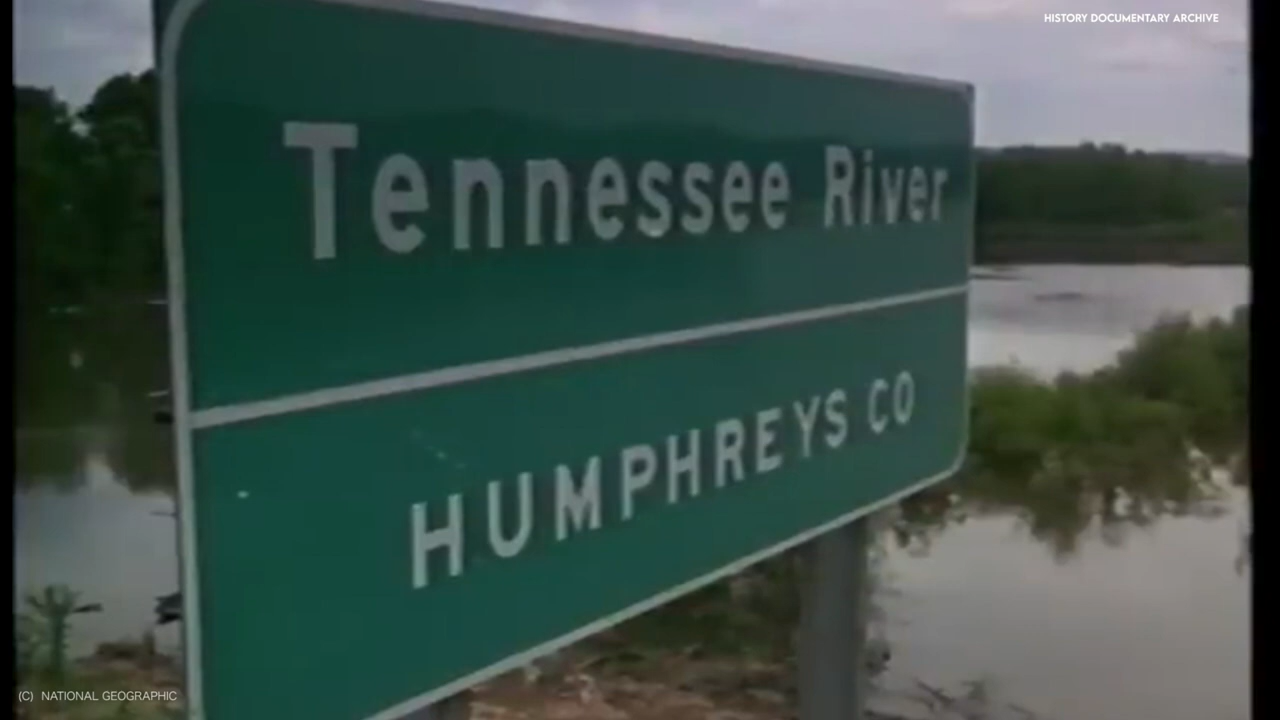 HISTORY DOCUMENTARY ARCHIVE
Tennessee River
HUMPHREYS CO
(C) NATIONAL GEOGRAPHIC